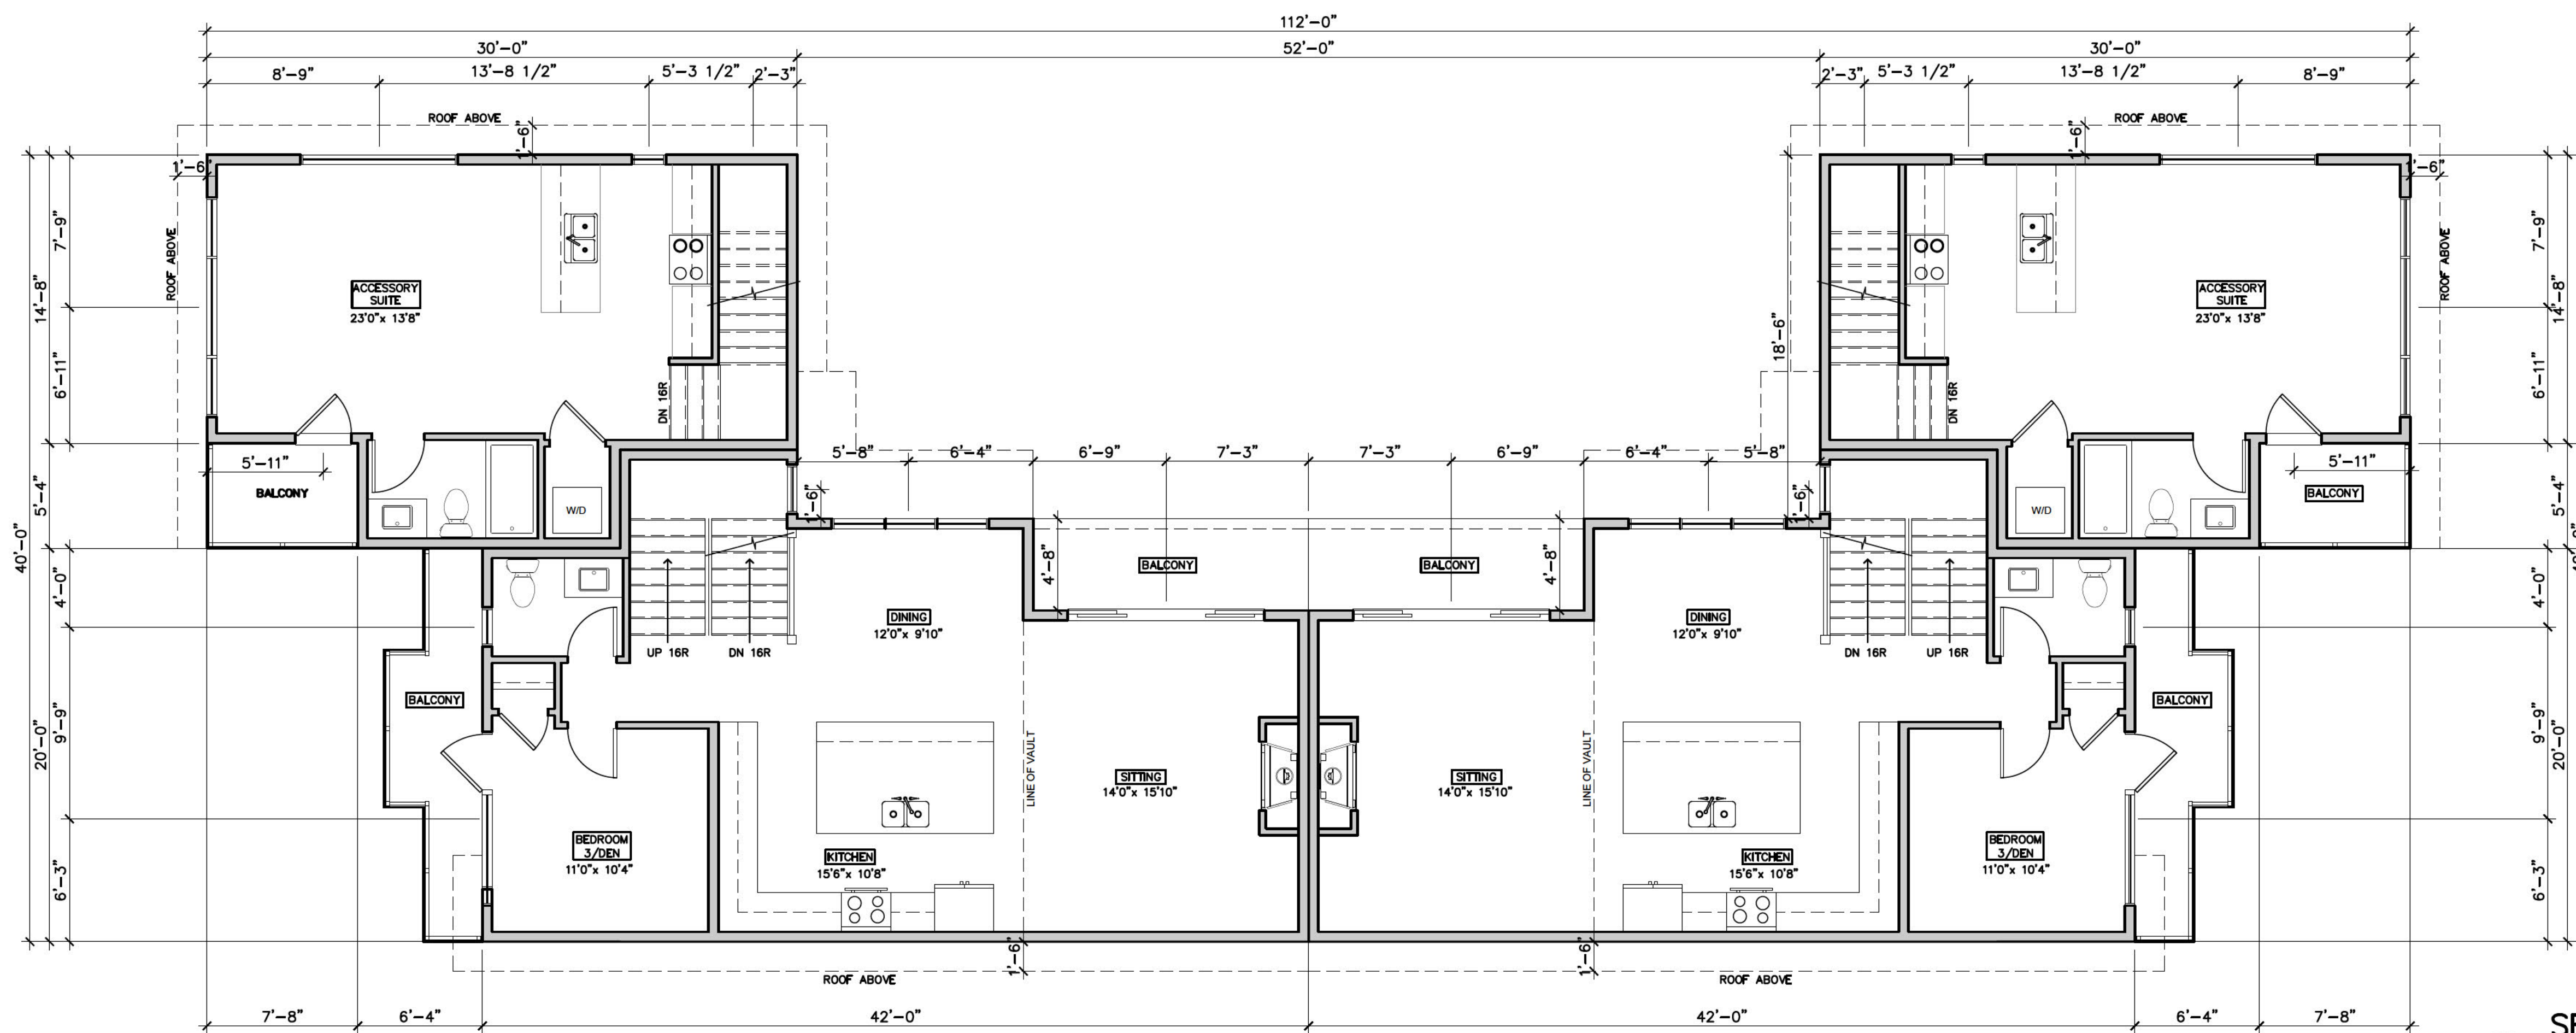 112'-0"
30'-0" 52'-0" 30'-0"
8'-9" 13'-8 1/2" 5'-3 1/2" 2'-3" 2'-3" 5'-3 1/2" 13'-8 1/2" 8'-9"
ROOF ABOVE ROOF ABOVE
1'-6" 1'-6"
1'-6" 1'-6"
ROOF ABOVE ROOF ABOVE
7'-9" 7'-9"
14'-8" 14'-8"
6'-11" 6'-11"
ACCESSORY
SUITE
23'0"x 13'8"
ACCESSORY
SUITE
23'0"x 13'8"
18'-6"
DN 16R DN 16R
5'-8" 6'-4" 6'-9" 7'-3" 7'-3" 6'-9" 6'-4" 5'-8"
5'-11" 5'-11"
BALCONY BALCONY
1'-6" 1'-6"
W/D W/D
5'-4" 5'-4"
40'-0"
4'-8" 4'-8"
BALCONY BALCONY
4'-0" 4'-0"
DINING
12'0"x 9'10"
DINING
12'0"x 9'10"
UP 16R DN 16R DN 16R UP 16R
BALCONY BALCONY
9'-9" 9'-9"
20'-0" 20'-0"
LINE OF VAULT LINE OF VAULT
SITTING
14'0"x 15'10"
SITTING
14'0"x 15'10"
BEDROOM
3/DEN
11'0"x 10'4"
BEDROOM
3/DEN
11'0"x 10'4"
KITCHEN
15'6"x 10'8"
KITCHEN
15'6"x 10'8"
6'-3" 6'-3"
1'-6" 1'-6"
ROOF ABOVE ROOF ABOVE
7'-8" 6'-4" 42'-0" 42'-0" 6'-4" 7'-8"